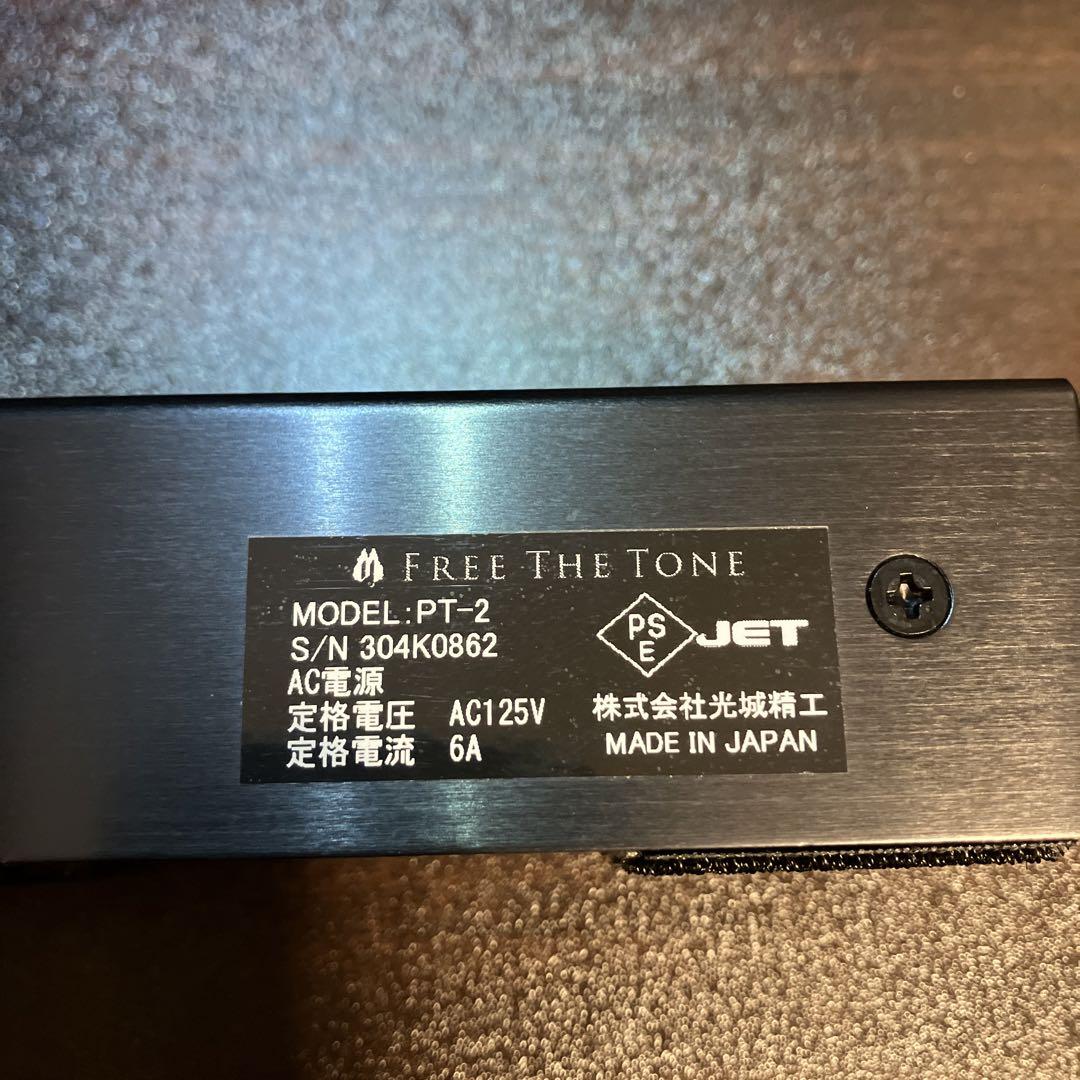 FREE THE TONE
MODEL:PT-2
S/N 304K0862
AC電源
定格電圧 AC125V
定格電流 6A
PSE JET
株式会社光城精工
MADE IN JAPAN